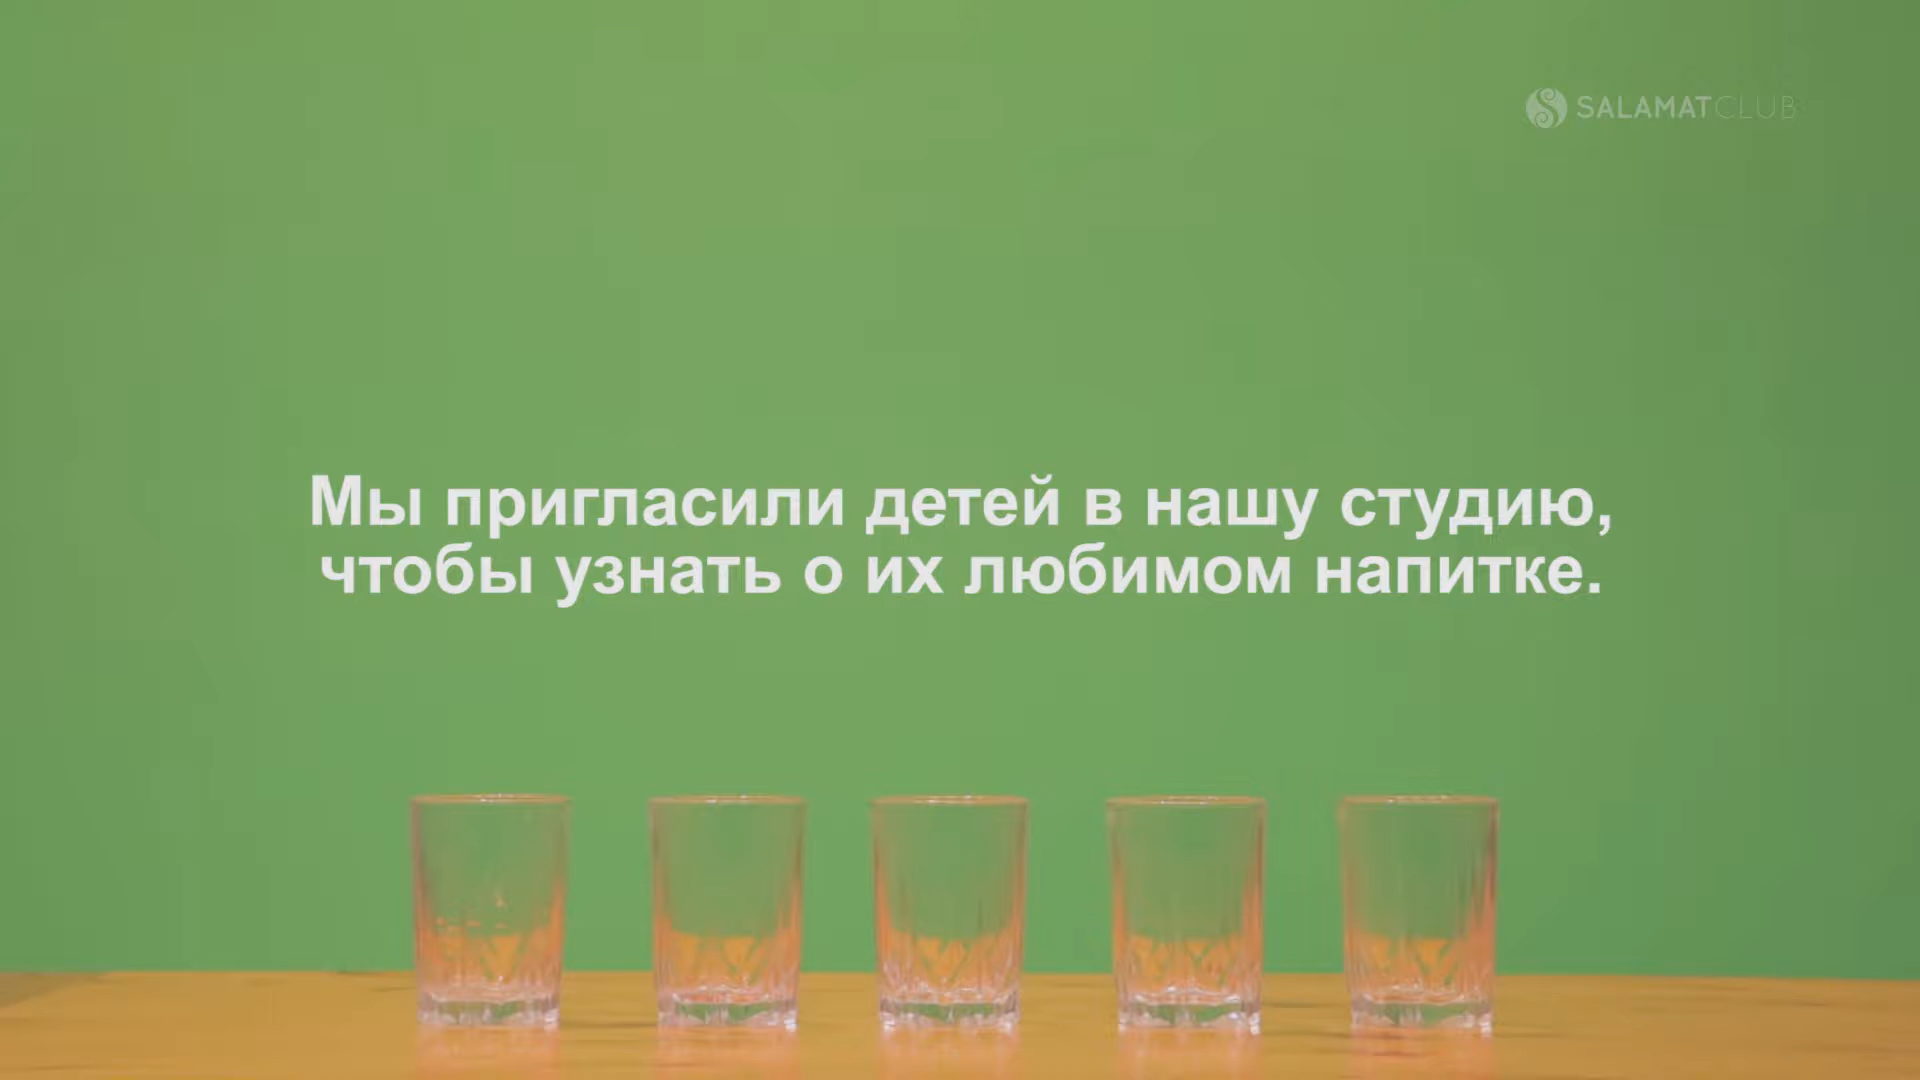 SALAMATCLUB
Мы пригласили детей в нашу студию,
чтобы узнать о их любимом напитке.